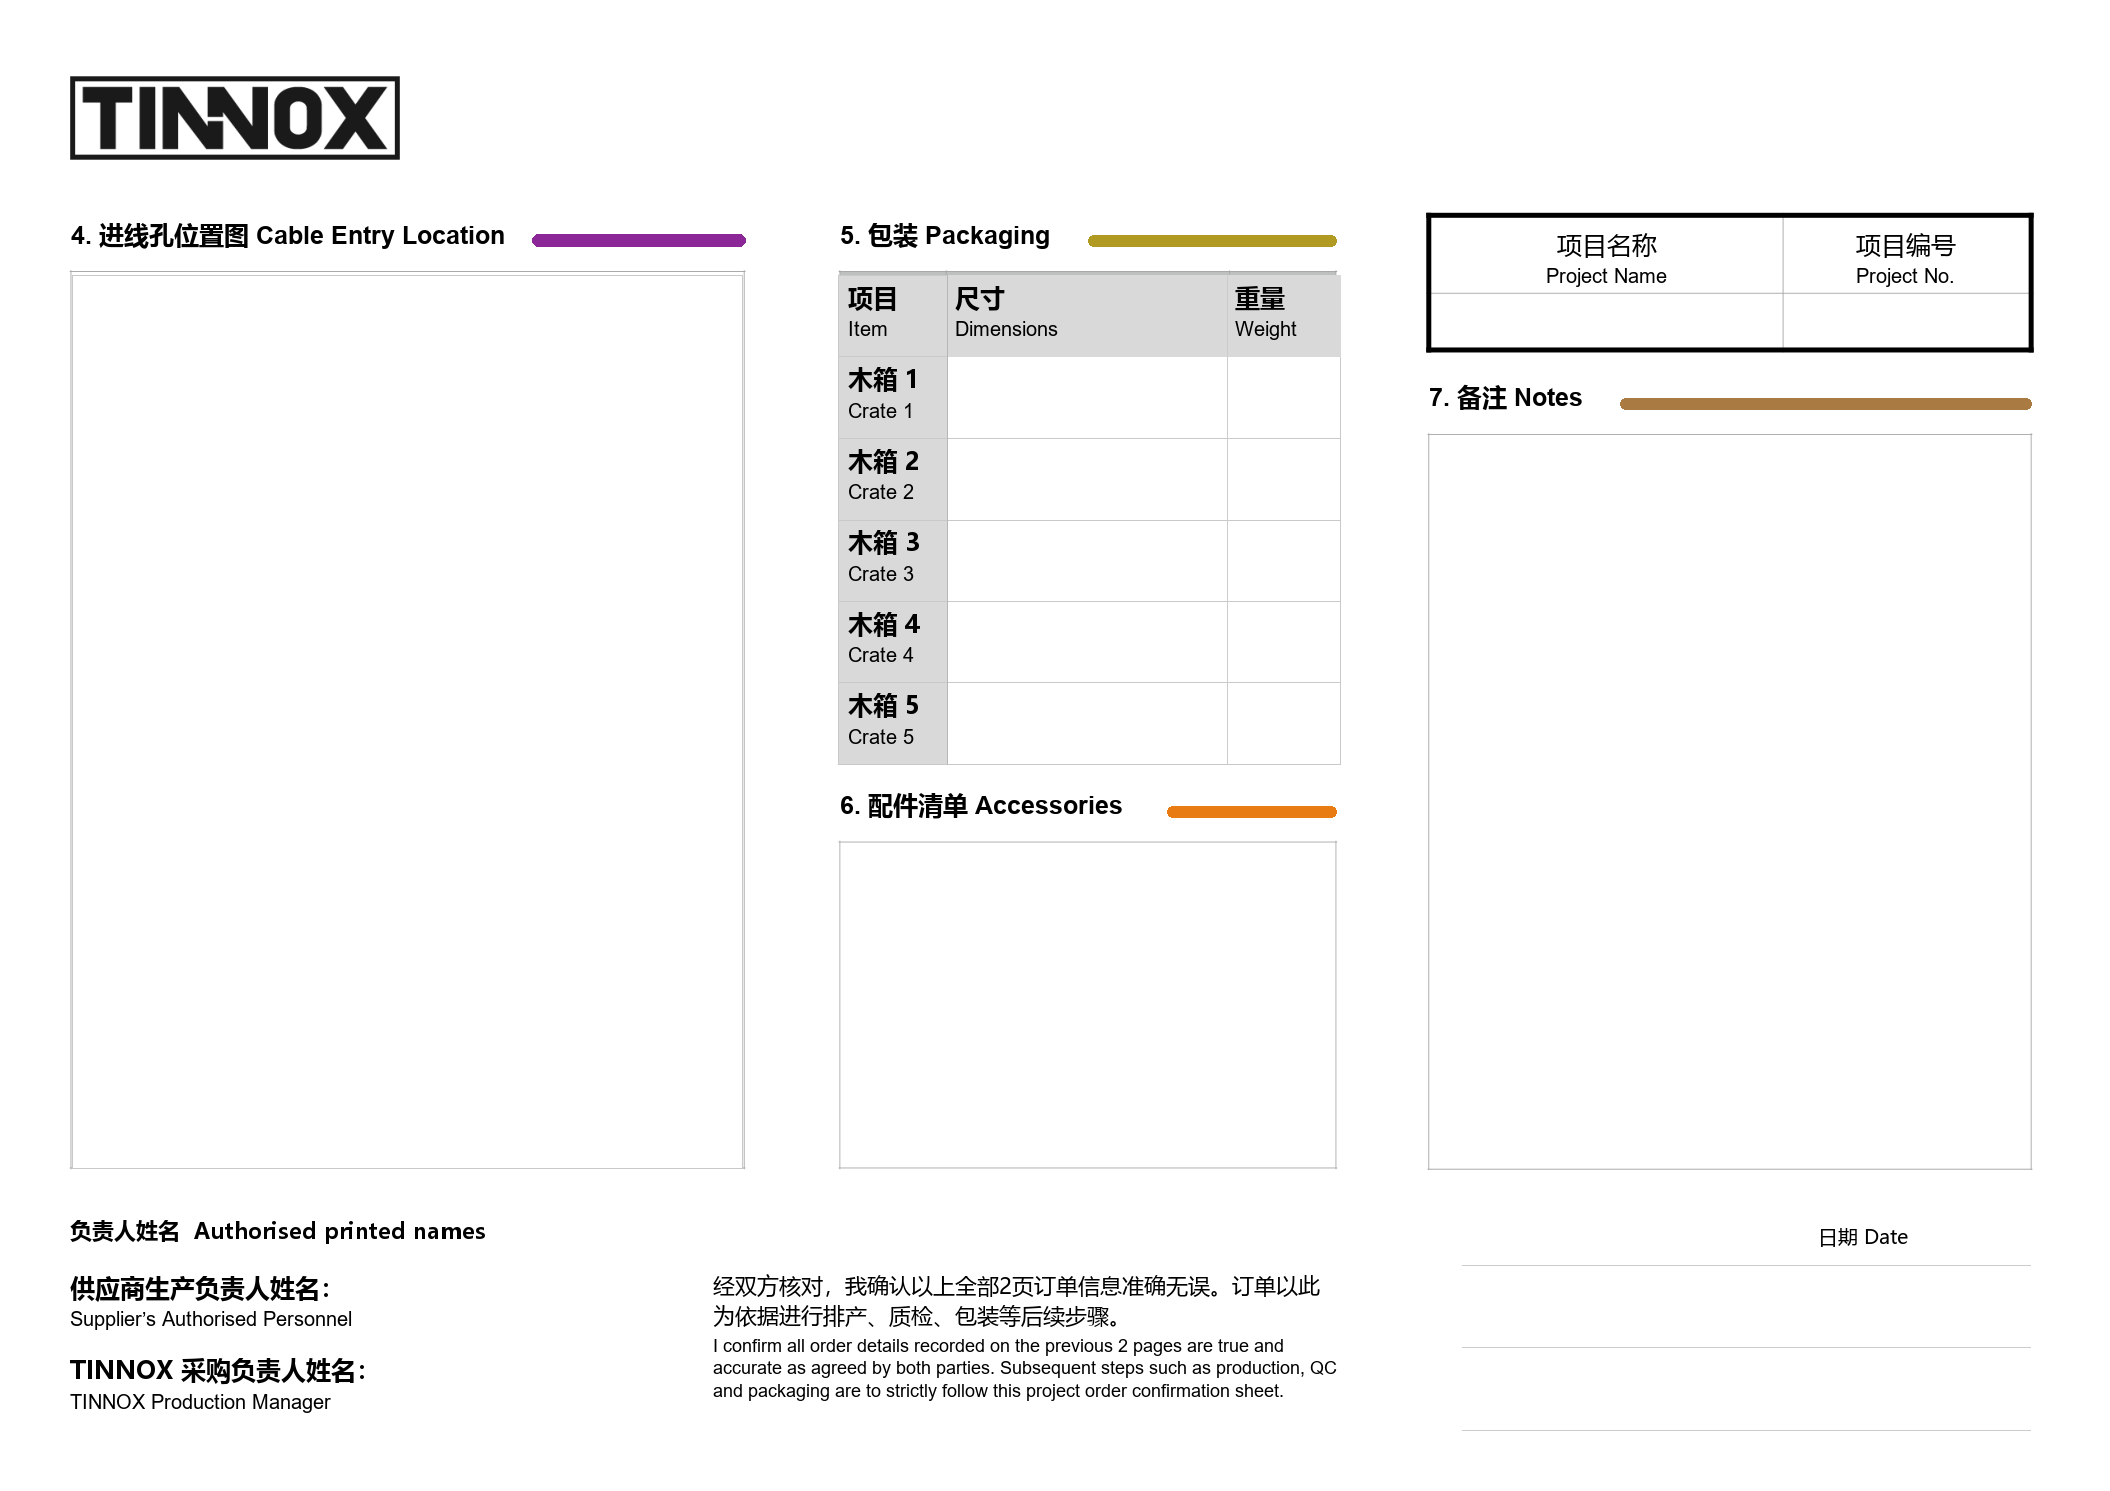 TINNOX
4. 进线孔位置图 Cable Entry Location
5. 包装 Packaging
项目
Item
尺寸
Dimensions
重量
Weight
木箱 1
Crate 1
木箱 2
Crate 2
木箱 3
Crate 3
木箱 4
Crate 4
木箱 5
Crate 5
6. 配件清单 Accessories
项目名称
Project Name
项目编号
Project No.
7. 备注 Notes
负责人姓名 Authorised printed names
日期 Date
供应商生产负责人姓名：
Supplier’s Authorised Personnel
TINNOX 采购负责人姓名：
TINNOX Production Manager
经双方核对，我确认以上全部2页订单信息准确无误。订单以此
为依据进行排产、质检、包装等后续步骤。
I confirm all order details recorded on the previous 2 pages are true and
accurate as agreed by both parties. Subsequent steps such as production, QC
and packaging are to strictly follow this project order confirmation sheet.